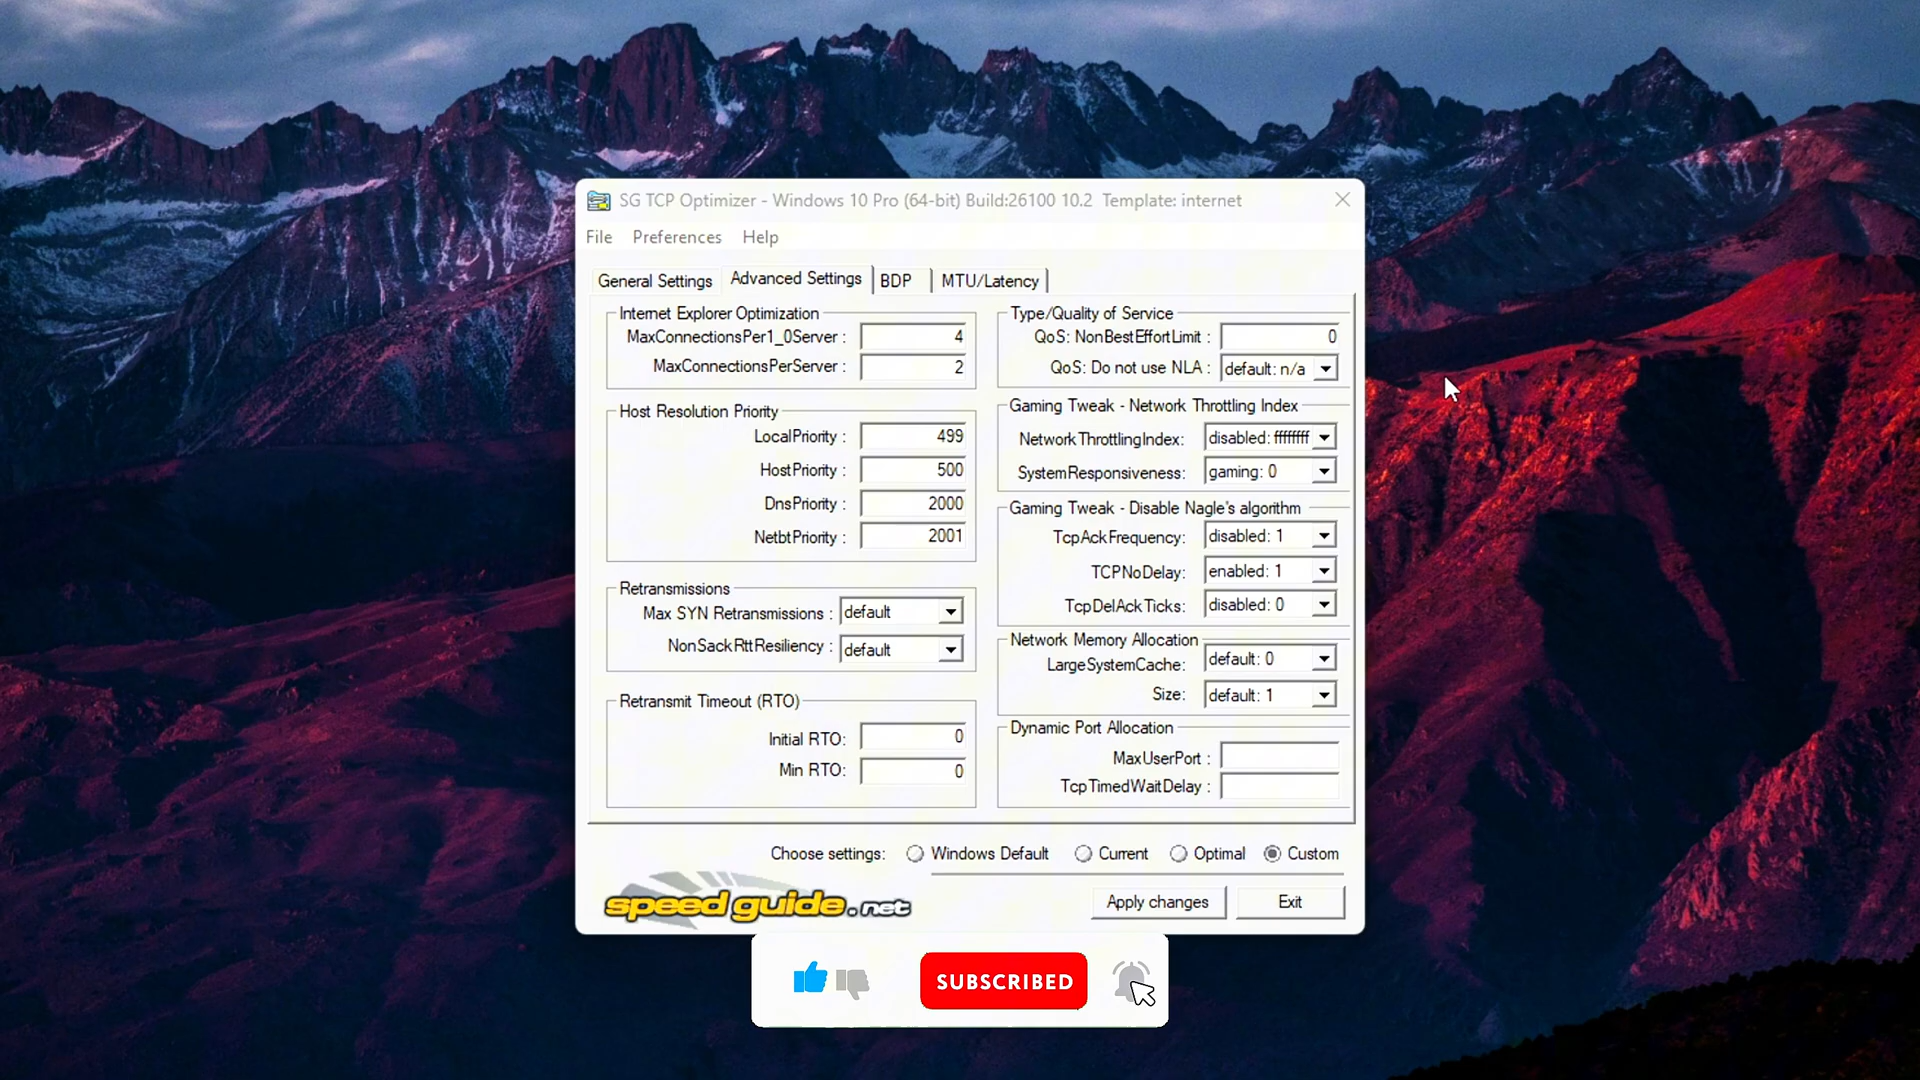 SG TCP Optimizer - Windows 10 Pro (64-bit) Build:26100 10.2 Template: internet
File Preferences Help
General Settings Advanced Settings BDP MTU/Latency
Internet Explorer Optimization
MaxConnectionsPer1_0Server : 4
MaxConnectionsPerServer : 2
Host Resolution Priority
LocalPriority : 499
HostPriority : 500
DnsPriority : 2000
NetbtPriority : 2001
Retransmissions
Max SYN Retransmissions : default
NonSackRttResiliency : default
Retransmit Timeout (RTO)
Initial RTO: 0
Min RTO: 0
Type/Quality of Service
QoS: NonBestEffortLimit : 0
QoS: Do not use NLA : default: n/a
Gaming Tweak - Network Throttling Index
NetworkThrottlingIndex: disabled: ffffffff
SystemResponsiveness: gaming: 0
Gaming Tweak - Disable Nagle's algorithm
TcpAckFrequency: disabled: 1
TCPNoDelay: enabled: 1
TcpDelAckTicks: disabled: 0
Network Memory Allocation
LargeSystemCache: default: 0
Size: default: 1
Dynamic Port Allocation
MaxUserPort :
TcpTimedWaitDelay :
Choose settings: Windows Default Current Optimal Custom
speedguide.net
Apply changes Exit
SUBSCRIBED